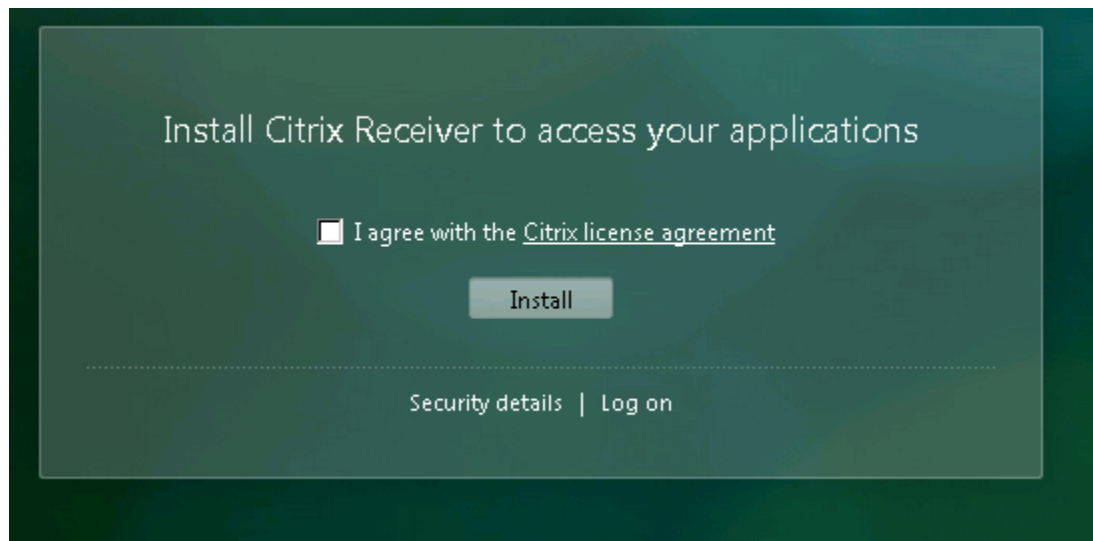 Install Citrix Receiver to access your applications
I agree with the Citrix license agreement
Install
Security details | Log on